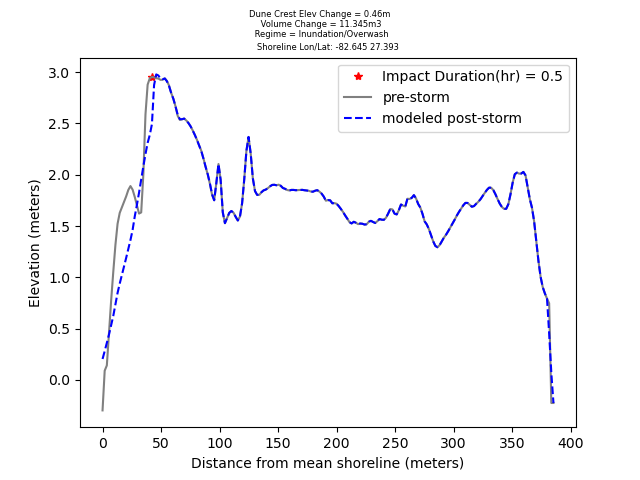 Dune Crest Elev Change = 0.46m
Volume Change = 11.345m3
Regime = Inundation/Overwash
Shoreline Lon/Lat: -82.645 27.393
Impact Duration(hr) = 0.5
pre-storm
modeled post-storm
Elevation (meters)
3.0
2.5
2.0
1.5
1.0
0.5
0.0
0 50 100 150 200 250 300 350 400
Distance from mean shoreline (meters)